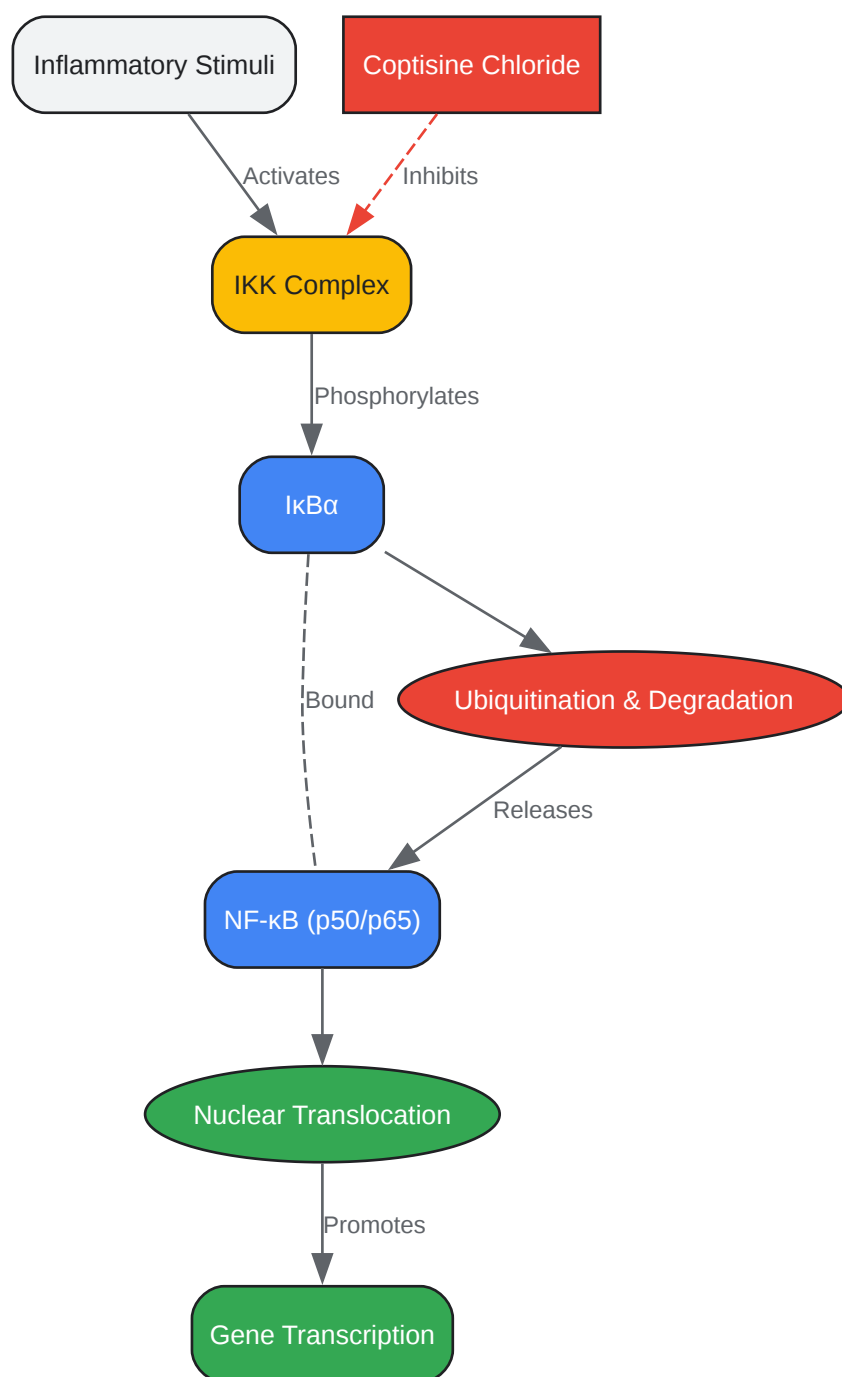 Inflammatory Stimuli
Coptisine Chloride
Activates
Inhibits
IKK Complex
Phosphorylates
IκBα
Bound
Ubiquitination & Degradation
Releases
NF-κB (p50/p65)
Nuclear Translocation
Promotes
Gene Transcription